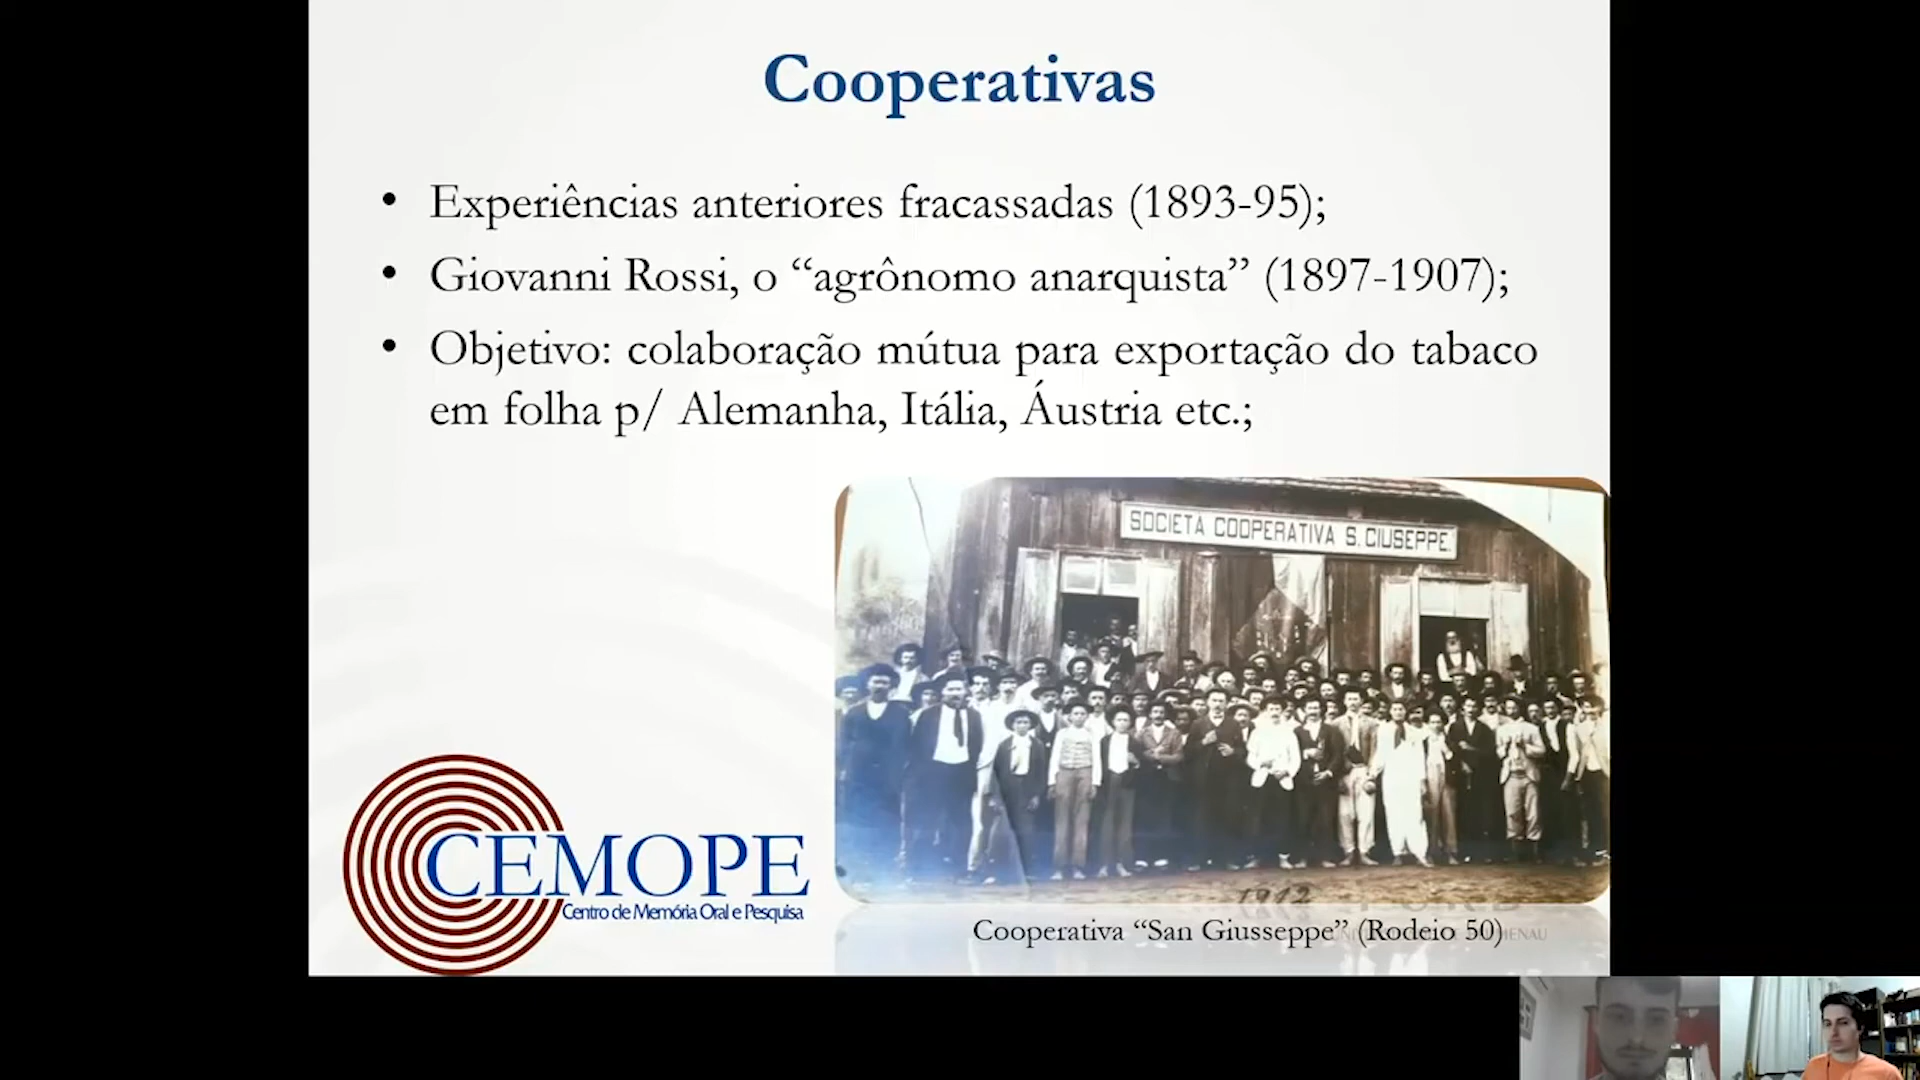 Cooperativas
• Experiências anteriores fracassadas (1893-95);
• Giovanni Rossi, o “agrônomo anarquista” (1897-1907);
• Objetivo: colaboração mútua para exportação do tabaco
em folha p/ Alemanha, Itália, Áustria etc.;
SOCIETÁ COOPERATIVA S. GIUSEPPE.
1912
CEMOPE
Centro de Memória Oral e Pesquisa
Cooperativa “San Giusseppe” (Rodeio 50)